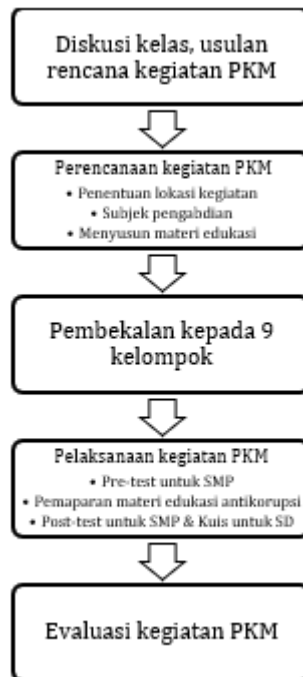 Diskusi kelas, usulan
rencana kegiatan PKM
Perencanaan kegiatan PKM
• Penentuan lokasi kegiatan
• Subjek pengabdian
• Menyusun materi edukasi
Pembekalan kepada 9
kelompok
Pelaksanaan kegiatan PKM
• Pre-test untuk SMP
• Pemaparan materi edukasi antikorupsi
• Post-test untuk SMP & Kuis untuk SD
Evaluasi kegiatan PKM